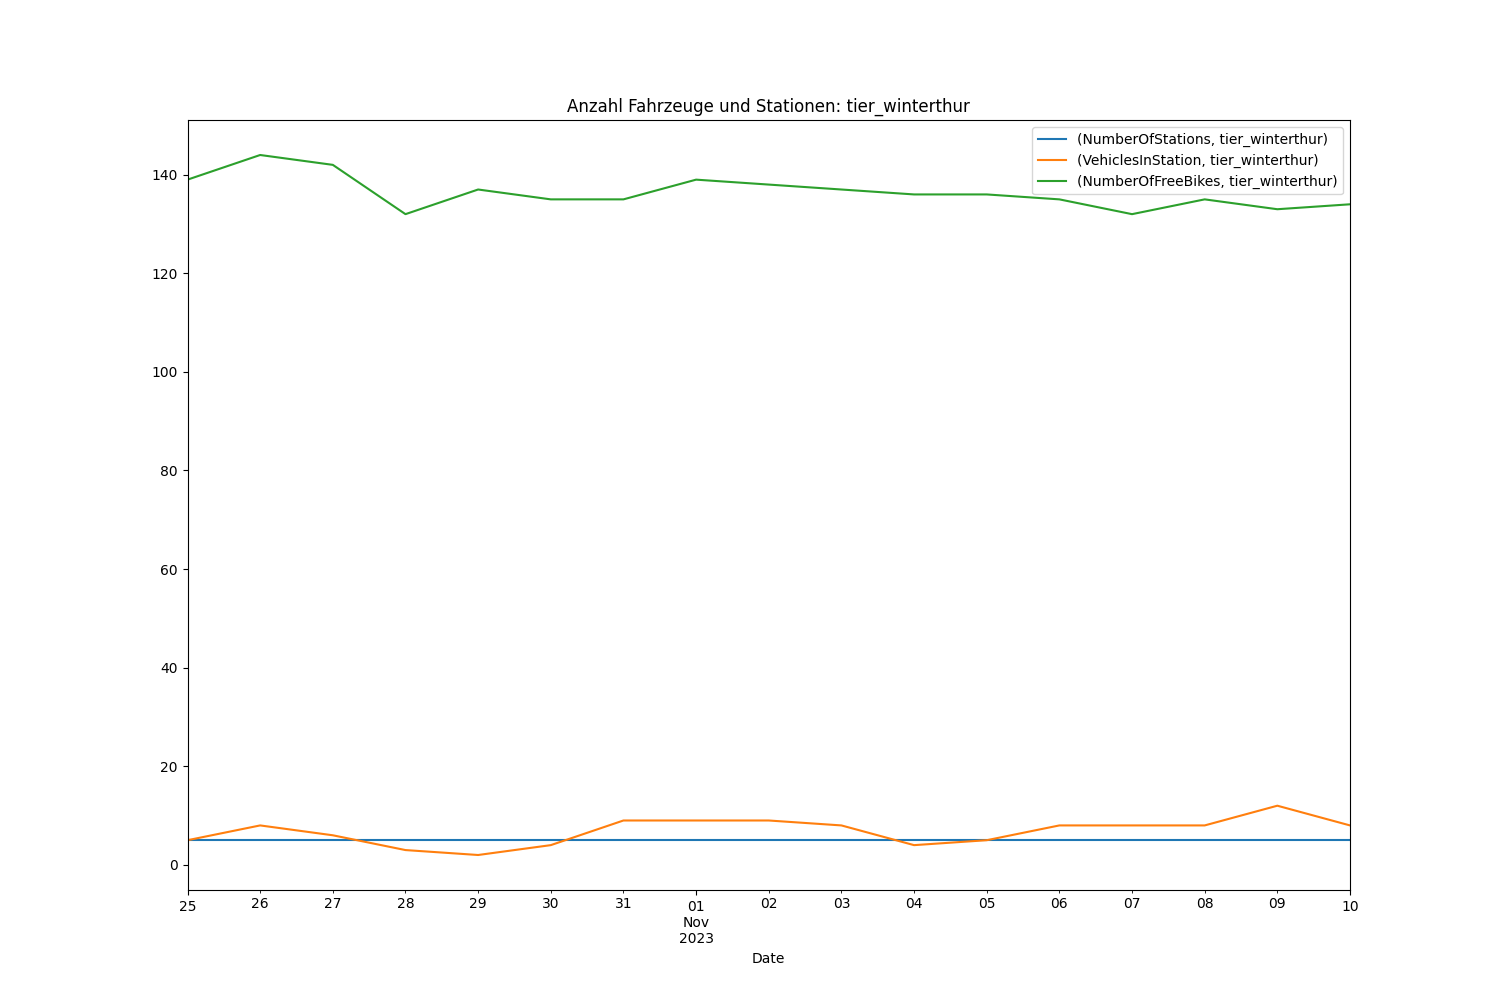 Anzahl Fahrzeuge und Stationen: tier_winterthur
(NumberOfStations, tier_winterthur)
(VehiclesInStation, tier_winterthur)
(NumberOfFreeBikes, tier_winterthur)
140
120
100
80
60
40
20
0
25 26 27 28 29 30 31 01 02 03 04 05 06 07 08 09 10
Nov
2023
Date